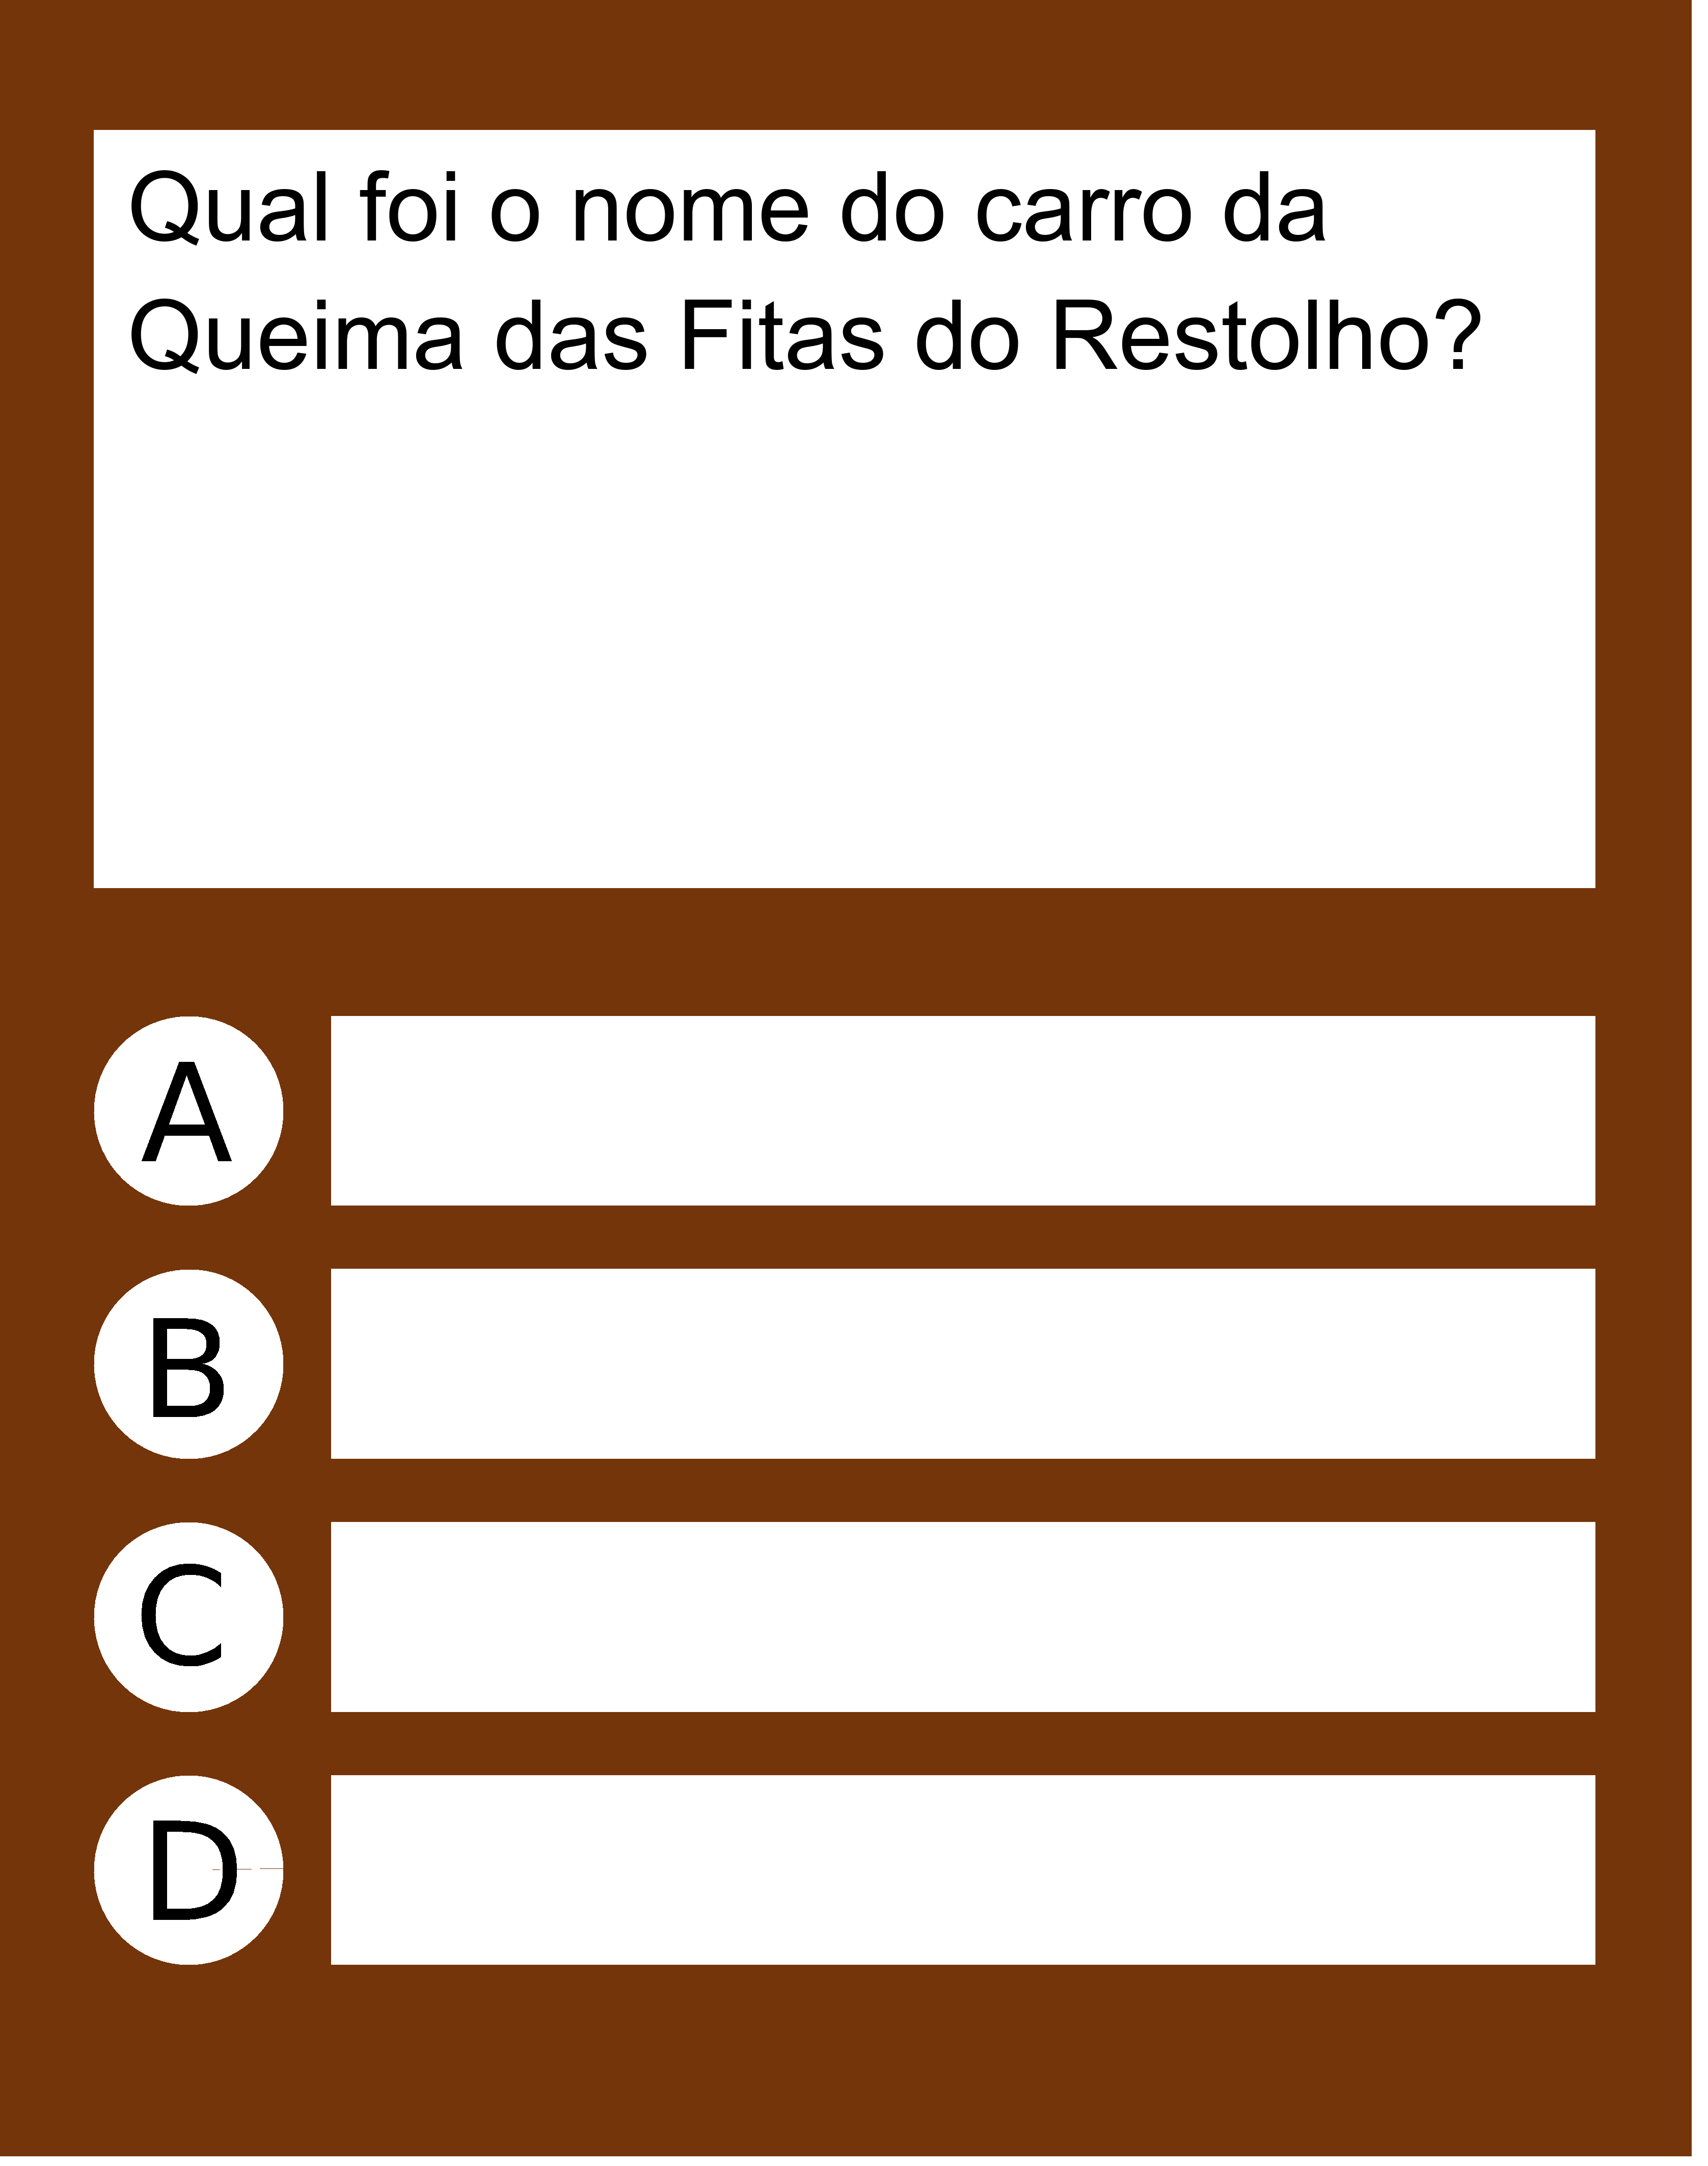 Qual foi o nome do carro da
Queima das Fitas do Restolho?
A
B
C
D